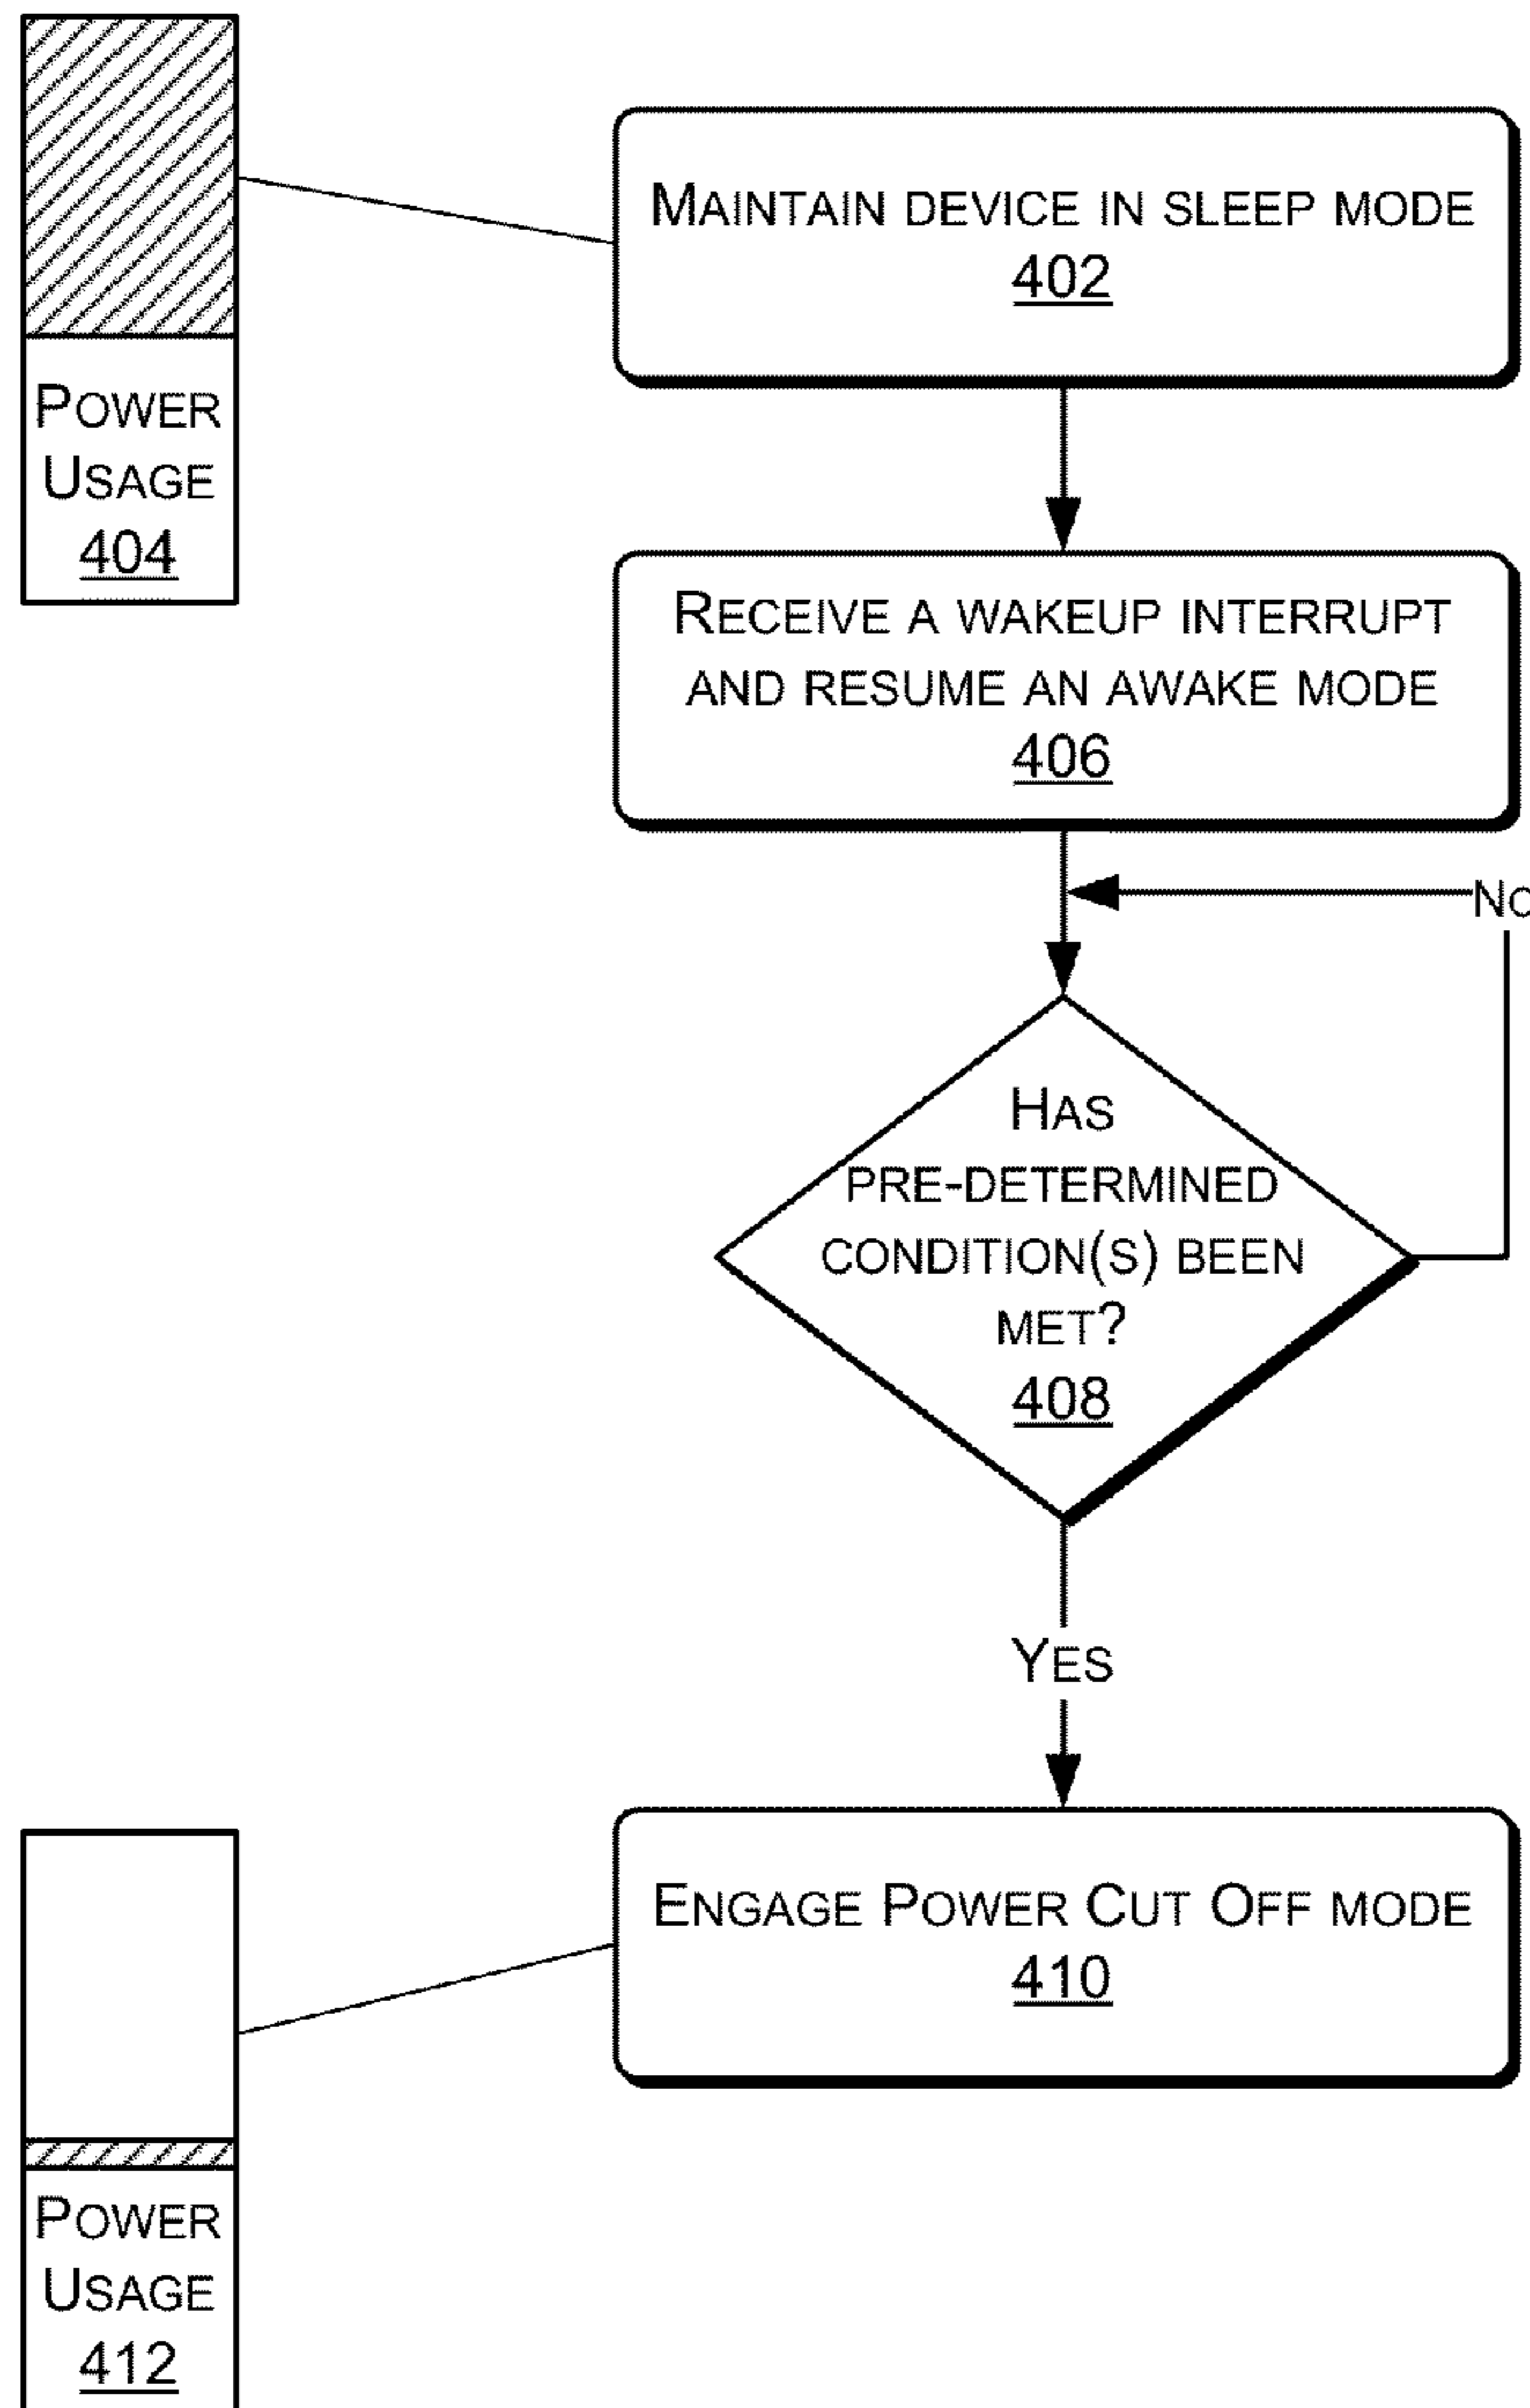 Maintain device in sleep mode
402
Power
Usage
404
Receive a wakeup interrupt
and resume an awake mode
406
No
Has
pre-determined
condition(s) been
met?
408
Yes
Engage Power Cut Off mode
410
Power
Usage
412